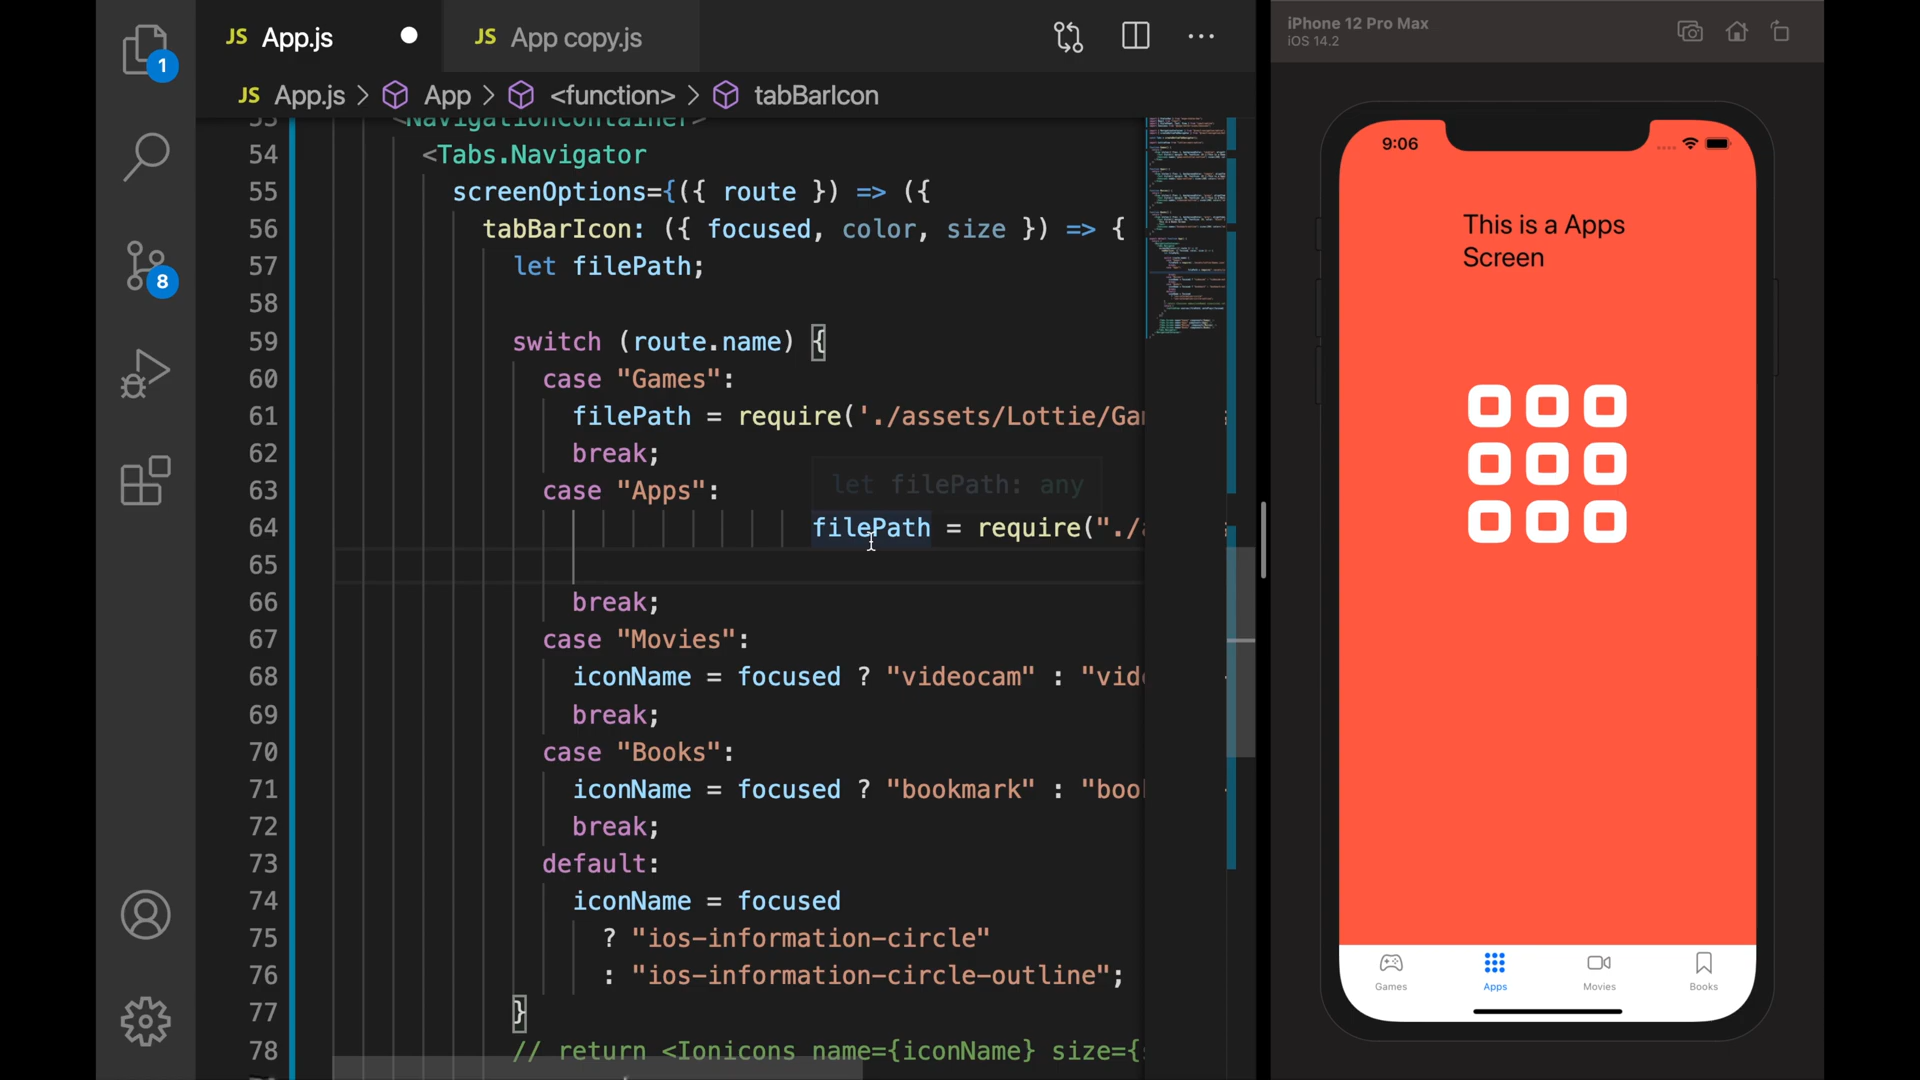 JS App.js
JS App copy.js
JS App.js > App > <function> > tabBarIcon
53 <NavigationContainer>
54 <Tabs.Navigator
55 screenOptions={({ route }) => ({
56 tabBarIcon: ({ focused, color, size }) => {
57 let filePath;
58
59 switch (route.name) {
60 case "Games":
61 filePath = require('./assets/Lottie/Ga
62 break;
let filePath: any
63 case "Apps":
64 filePath = require("./
65
66 break;
67 case "Movies":
68 iconName = focused ? "videocam" : "vid
69 break;
70 case "Books":
71 iconName = focused ? "bookmark" : "boo
72 break;
73 default:
74 iconName = focused
75 ? "ios-information-circle"
76 : "ios-information-circle-outline";
77 }
78 // return <Ionicons name={iconName} size={
1
8
iPhone 12 Pro Max
iOS 14.2
9:06
This is a Apps
Screen
Games
Apps
Movies
Books